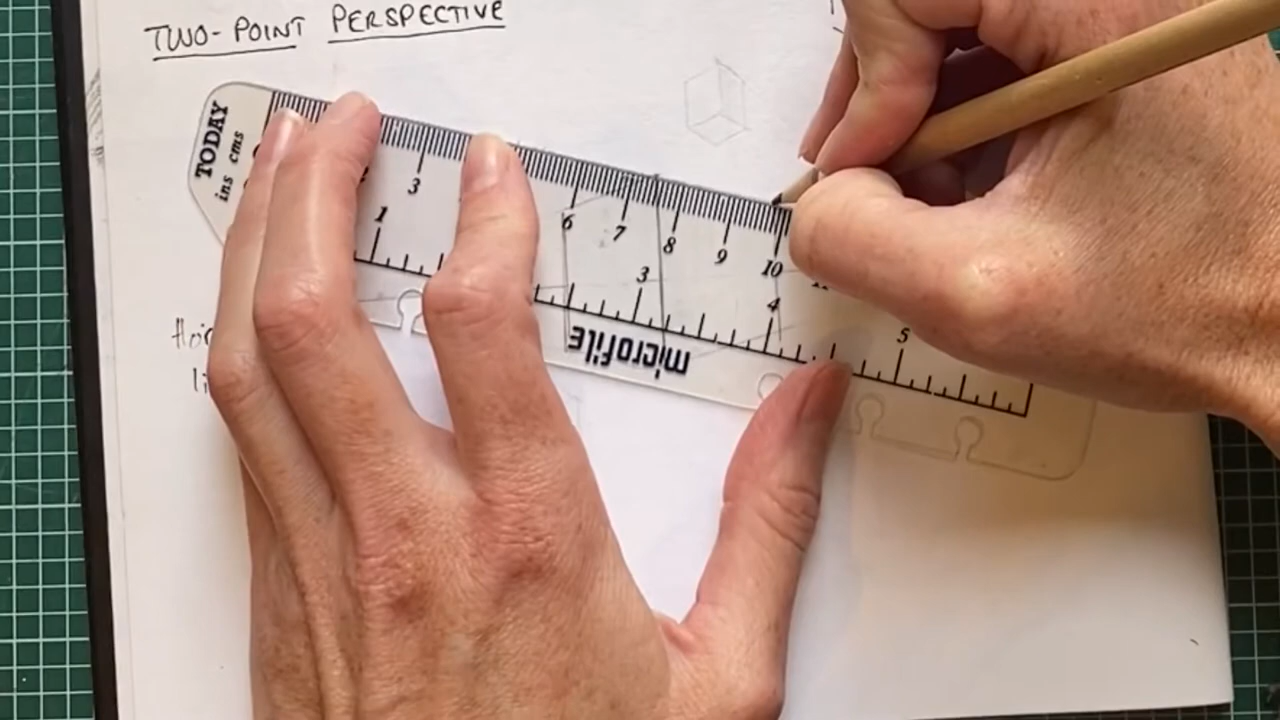 TWO-POINT PERSPECTIVE
TODAY
ins cms
3
6 7 8 9 10
1
3 4 5
microfile